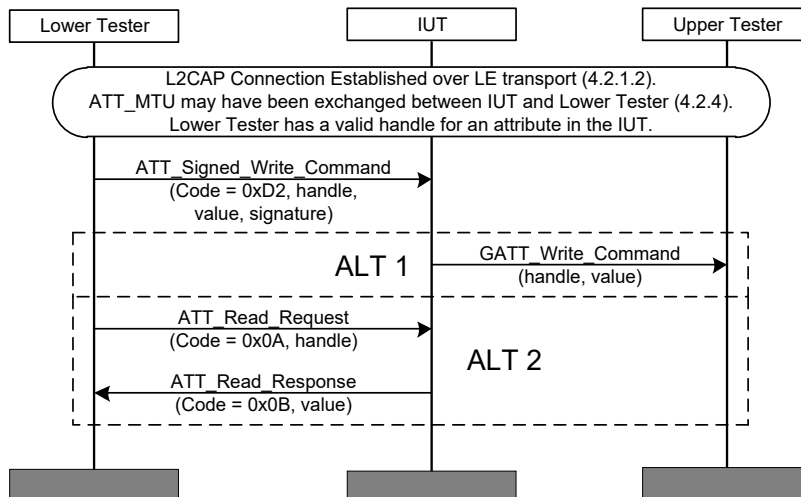 Lower Tester
IUT
Upper Tester
L2CAP Connection Established over LE transport (4.2.1.2).
ATT_MTU may have been exchanged between IUT and Lower Tester (4.2.4).
Lower Tester has a valid handle for an attribute in the IUT.
ATT_Signed_Write_Command
(Code = 0xD2, handle,
value, signature)
ALT 1
GATT_Write_Command
(handle, value)
ATT_Read_Request
(Code = 0x0A, handle)
ALT 2
ATT_Read_Response
(Code = 0x0B, value)